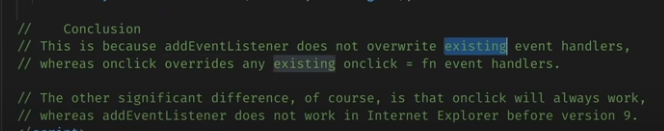 // Conclusion
// This is because addEventListener does not overwrite existing event handlers,
// whereas onclick overrides any existing onclick = fn event handlers.
// The other significant difference, of course, is that onclick will always work,
// whereas addEventListener does not work in Internet Explorer before version 9.